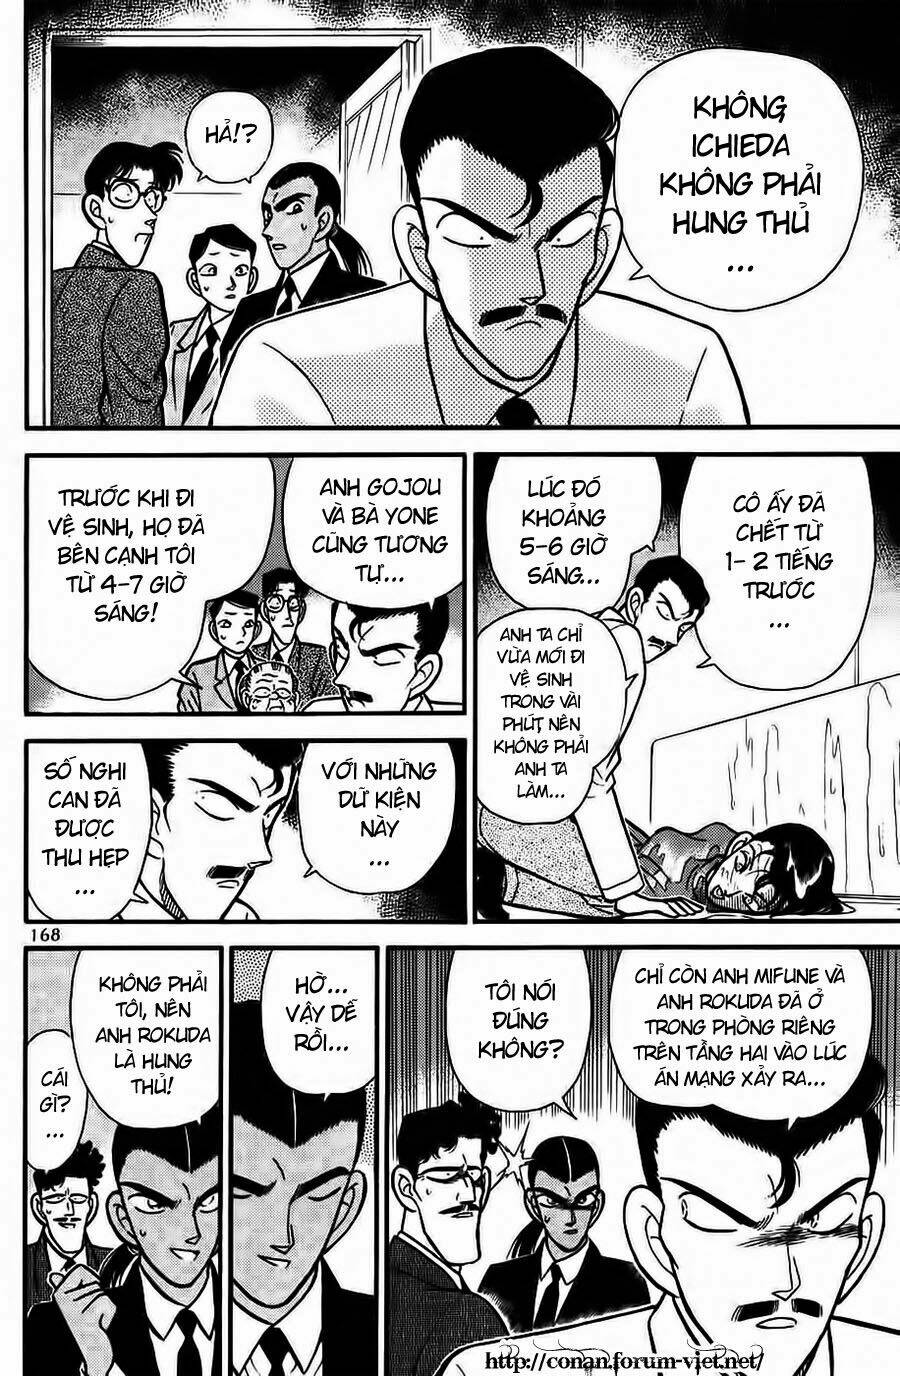 KHÔNG
ICHIEDA
KHÔNG PHẢI
HUNG THỦ
...
HẢ!?
CÔ ẤY ĐÃ
CHẾT TỪ
1- 2 TIẾNG
TRƯỚC
...
LÚC ĐÓ
KHOẢNG
5-6 GIỜ
SÁNG...
ANH TA CHỈ
VỪA MỚI ĐI
VỆ SINH
TRONG VÀI
PHÚT, NÊN
KHÔNG PHẢI
ANH TA
LÀM...
ANH GOJOU
VÀ BÀ YONE
CŨNG TƯƠNG
TỰ...
TRƯỚC KHI ĐI
VỆ SINH, HỌ ĐÃ
BÊN CẠNH TÔI
TỪ 4-7 GIỜ
SÁNG!
VỚI NHỮNG
DỮ KIỆN
NÀY
...
SỐ NGHI
CAN ĐÃ
ĐƯỢC
THU HẸP
...
168
CHỈ CÒN ANH MIFUNE VÀ
ANH ROKUDA ĐÃ Ở
TRONG PHÒNG RIÊNG
TRÊN TẦNG HAI VÀO LÚC
ÁN MẠNG XẢY RA...
TÔI NÓI
ĐÚNG
KHÔNG?
HỜ...
VẬY DỄ
RỒI...
KHÔNG PHẢI
TÔI, NÊN
ANH ROKUDA
LÀ HUNG
THỦ!
CÁI
GÌ?
...
http://conan.forum-viet.net/